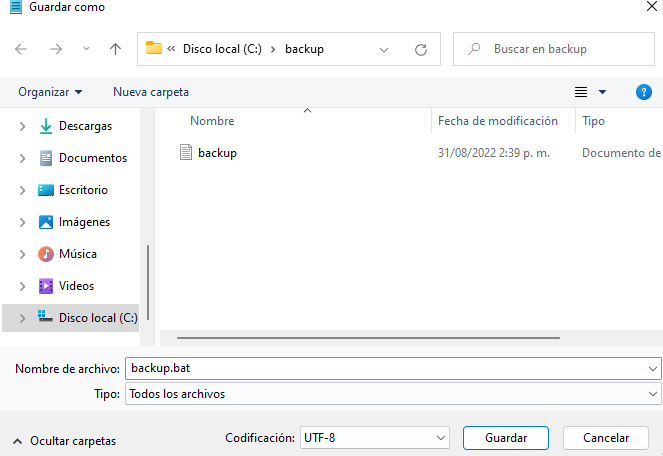 Guardar como
« Disco local (C:) > backup
Buscar en backup
Organizar
Nueva carpeta
?
Descargas
Documentos
Escritorio
Imágenes
Música
Videos
Disco local (C:)
Nombre Fecha de modificación Tipo
backup 31/08/2022 2:39 p. m. Documento de
Nombre de archivo: backup.bat
Tipo: Todos los archivos
Ocultar carpetas Codificación: UTF-8 Guardar Cancelar